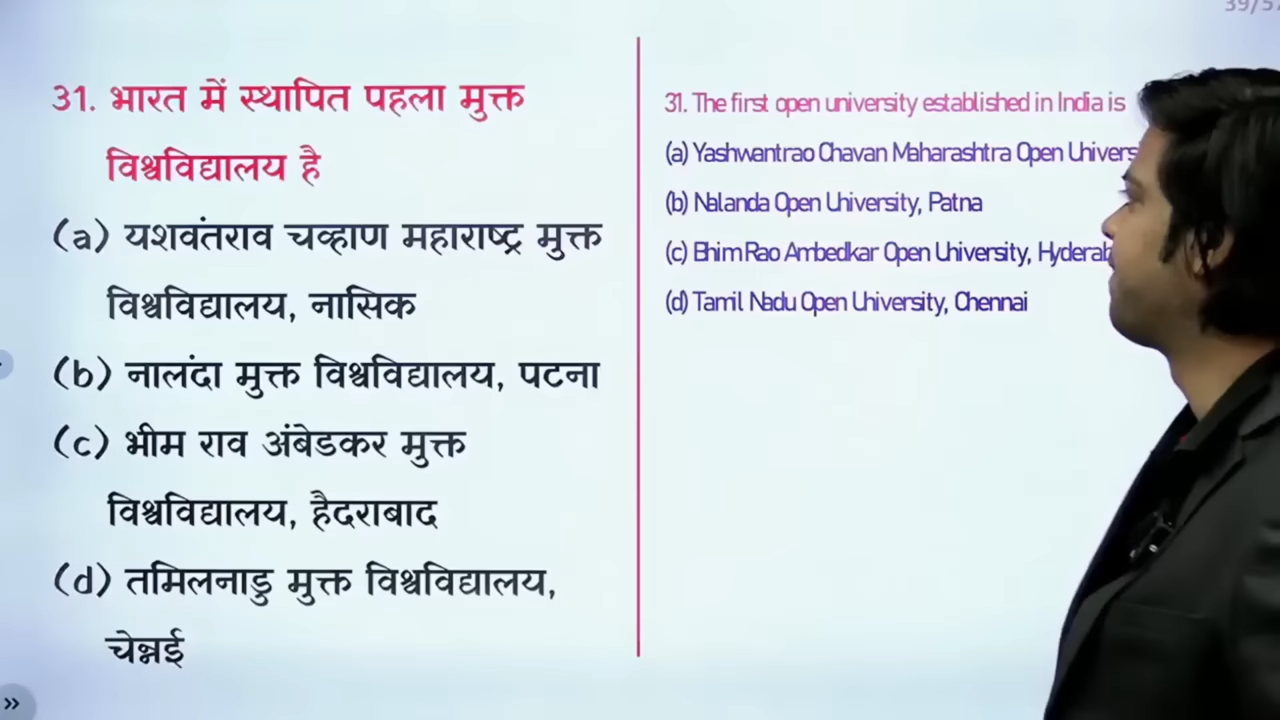 39/5
31. भारत में स्थापित पहला मुक्त
विश्वविद्यालय है
(a) यशवंतराव चव्हाण महाराष्ट्र मुक्त
विश्वविद्यालय, नासिक
(b) नालंदा मुक्त विश्वविद्यालय, पटना
(c) भीम राव अंबेडकर मुक्त
विश्वविद्यालय, हैदराबाद
(d) तमिलनाडु मुक्त विश्वविद्यालय,
चेन्नई
31. The first open university established in India is
(a) Yashwantrao Chavan Maharashtra Open
(b) Nalanda Open University, Patna
(c) Bhim Rao Ambedkar Open University,
(d) Tamil Nadu Open University, Chennai